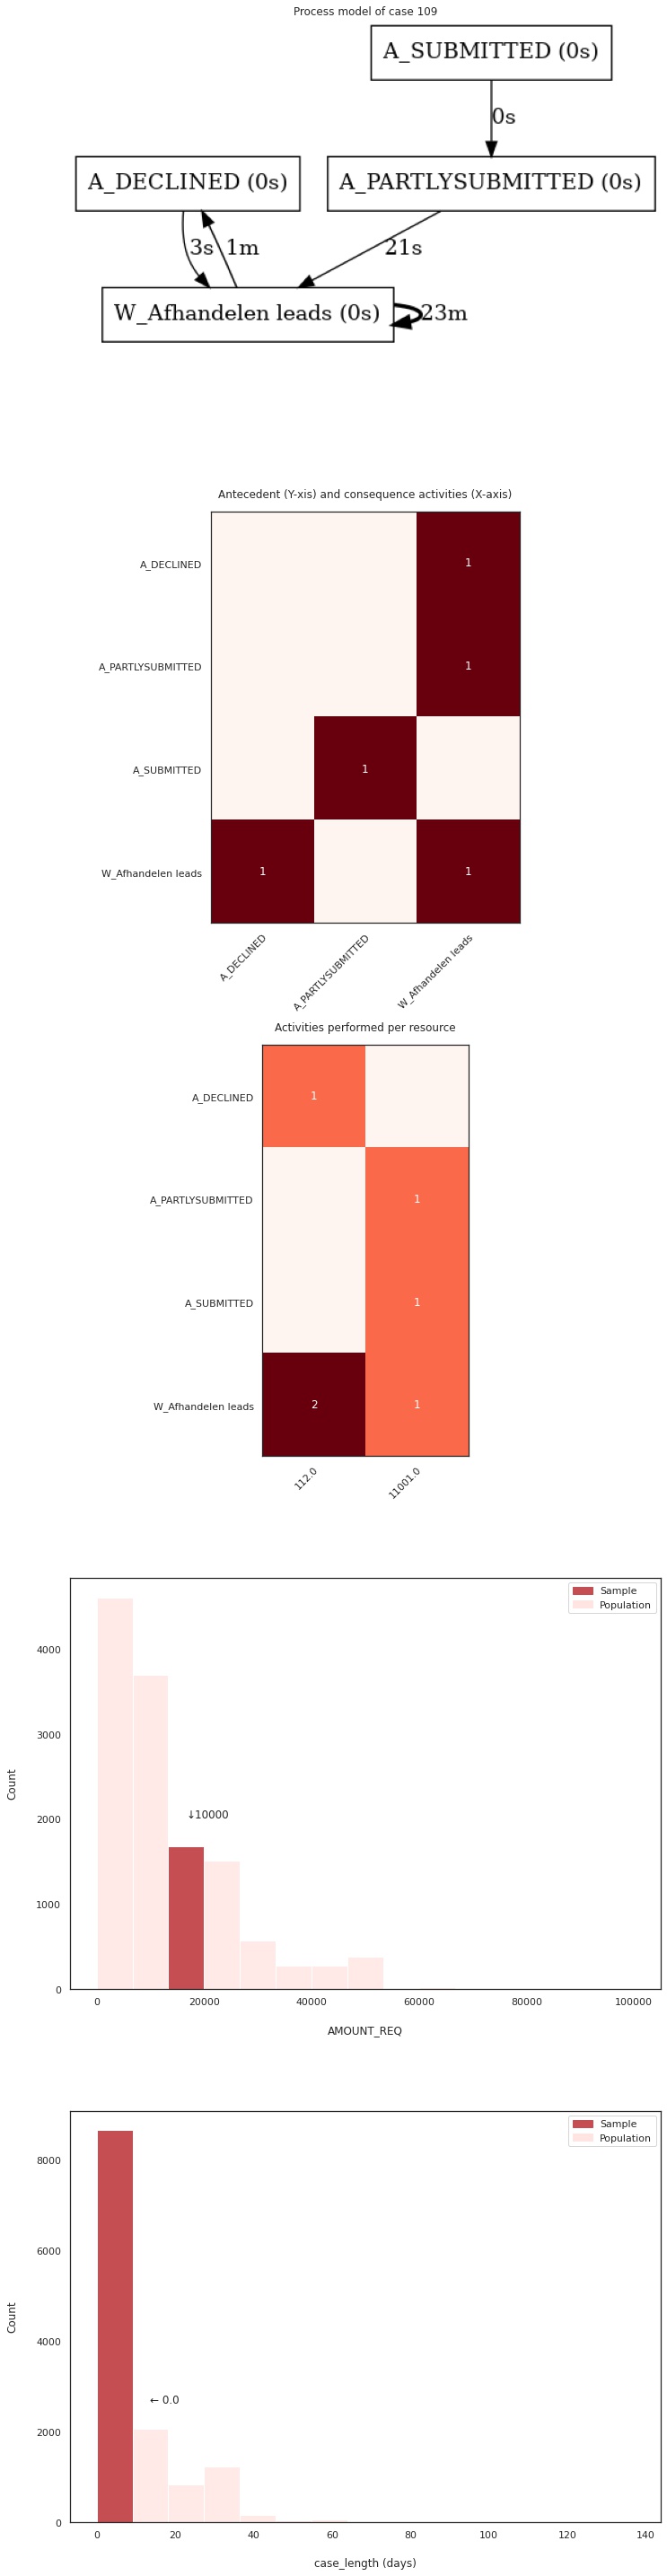 Process model of case 109
A_SUBMITTED (0s)
0s
A_DECLINED (0s)
A_PARTLYSUBMITTED (0s)
3s
1m
21s
W_Afhandelen leads (0s)
23m
Antecedent (Y-xis) and consequence activities (X-axis)
A_DECLINED
1
A_PARTLYSUBMITTED
1
A_SUBMITTED
1
W_Afhandelen leads
1
1
A_DECLINED
A_PARTLYSUBMITTED
W_Afhandelen leads
Activities performed per resource
A_DECLINED
1
A_PARTLYSUBMITTED
1
A_SUBMITTED
1
W_Afhandelen leads
2
1
112.0
11001.0
Sample
Population
4000
3000
2000
1000
0
Count
↓10000
0 20000 40000 60000 80000 100000
AMOUNT_REQ
Sample
Population
8000
6000
4000
2000
0
Count
← 0.0
0 20 40 60 80 100 120 140
case_length (days)